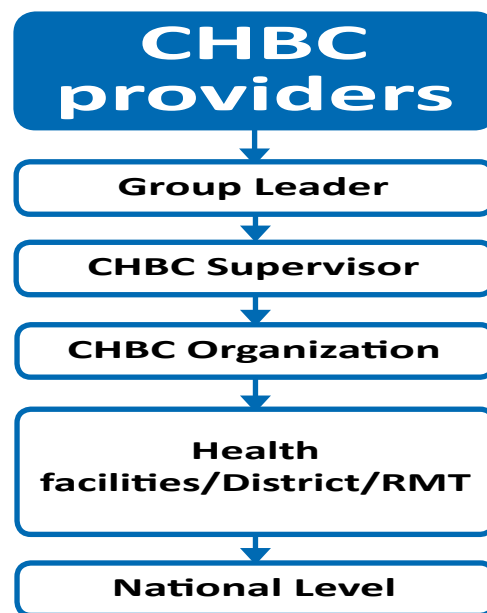 CHBC
providers
Group Leader
CHBC Supervisor
CHBC Organization
Health
facilities/District/RMT
National Level